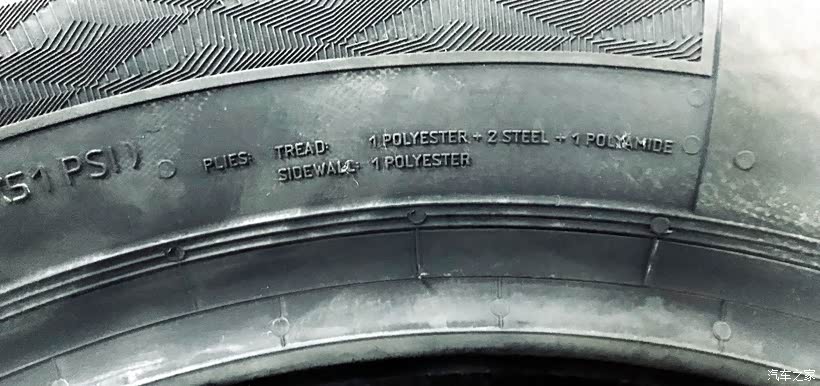 51 PSI)
PLIES: TREAD: 1 POLYESTER + 2 STEEL + 1 POLYAMIDE
SIDEWALL: 1 POLYESTER
汽车之家